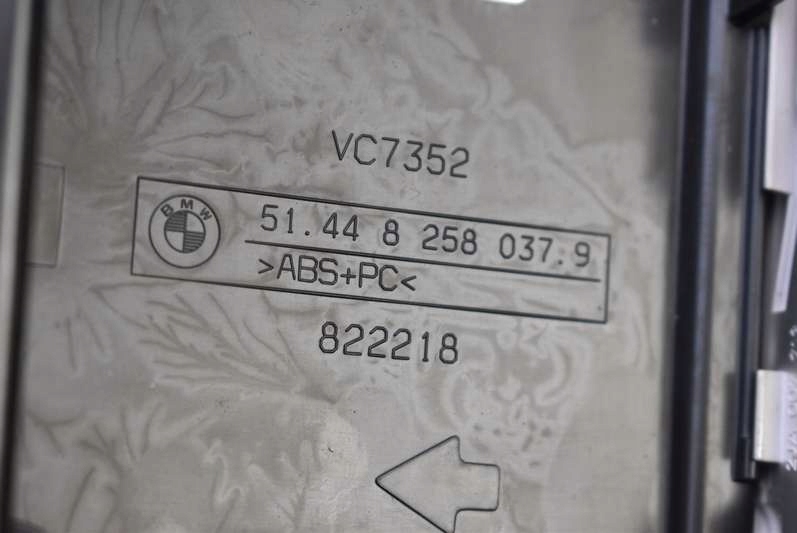 VC7352
BMW
51.44 8 258 037.9
>ABS+PC<
822218